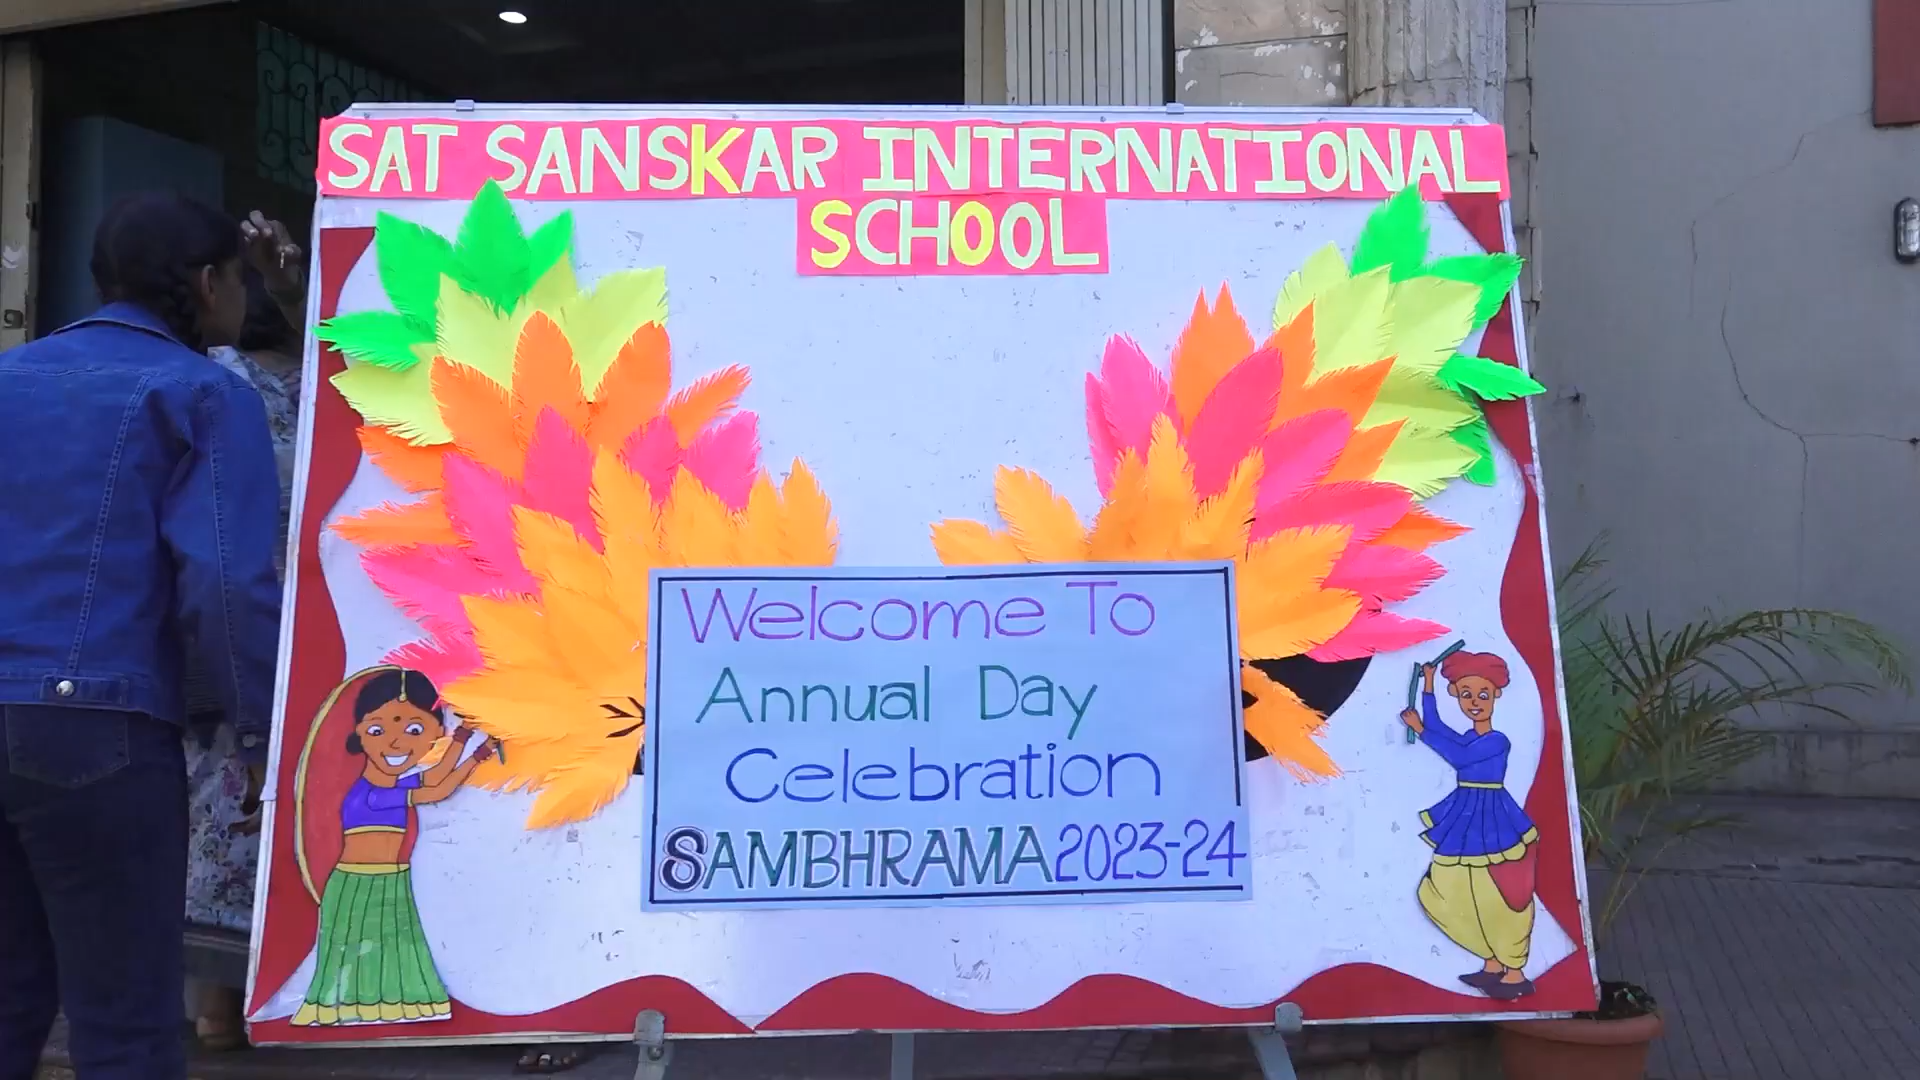 SAT SANSKAR INTERNATIONAL
SCHOOL
Welcome To
Annual Day
Celebration
SAMBHRAMA 2023-24